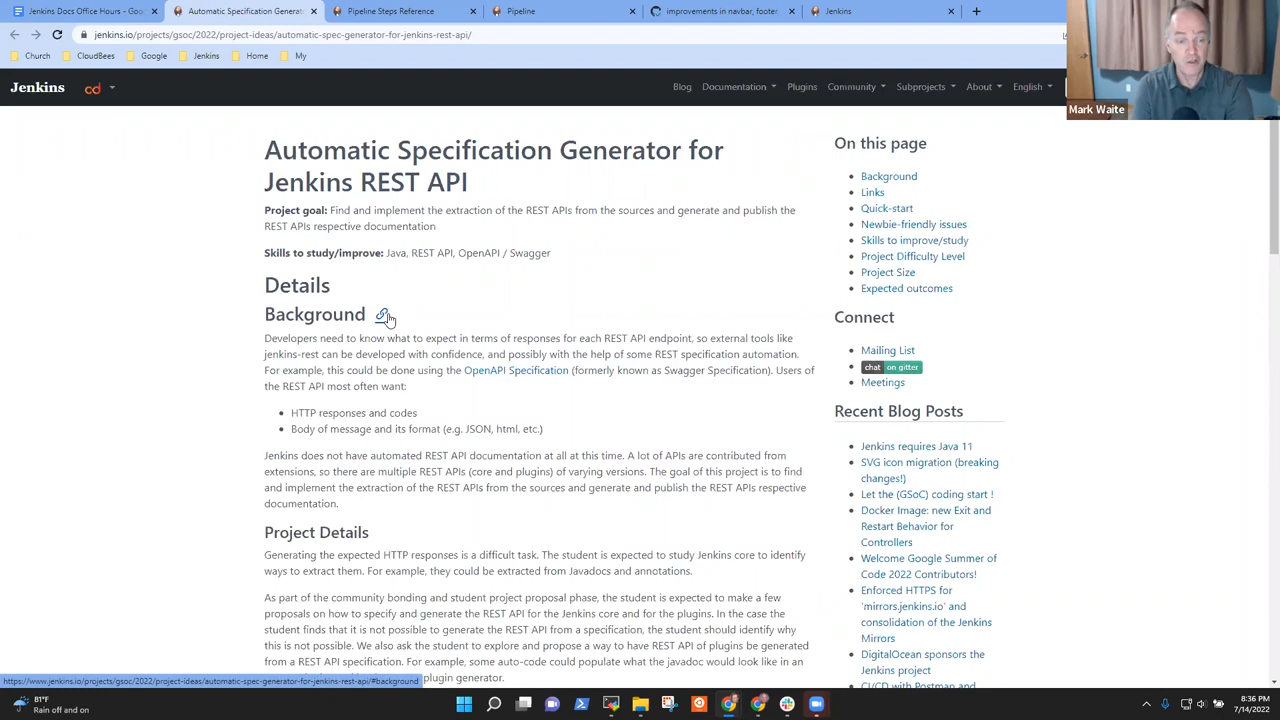 Jenkins Docs Office Hours - Goog
Automatic Specification Generato
Pipeline Steps Reference
Pipeline
improvements in navbar, footer,
Jenkins
jenkins.io/projects/gsoc/2022/project-ideas/automatic-spec-generator-for-jenkins-rest-api/
Church
CloudBees
Google
Jenkins
Home
My
Mark Waite
Jenkins
cd
Blog
Documentation
Plugins
Community
Subprojects
About
English
Automatic Specification Generator for
Jenkins REST API
Project goal: Find and implement the extraction of the REST APIs from the sources and generate and publish the
REST APIs respective documentation
Skills to study/improve: Java, REST API, OpenAPI / Swagger
Details
Background
Developers need to know what to expect in terms of responses for each REST API endpoint, so external tools like
jenkins-rest can be developed with confidence, and possibly with the help of some REST specification automation.
For example, this could be done using the OpenAPI Specification (formerly known as Swagger Specification). Users of
the REST API most often want:
• HTTP responses and codes
• Body of message and its format (e.g. JSON, html, etc.)
Jenkins does not have automated REST API documentation at all at this time. A lot of APIs are contributed from
extensions, so there are multiple REST APIs (core and plugins) of varying versions. The goal of this project is to find
and implement the extraction of the REST APIs from the sources and generate and publish the REST APIs respective
documentation.
Project Details
Generating the expected HTTP responses is a difficult task. The student is expected to study Jenkins core to identify
ways to extract them. For example, they could be extracted from Javadocs and annotations.
As part of the community bonding and student project proposal phase, the student is expected to make a few
proposals on how to specify and generate the REST API for the Jenkins core and for the plugins. In the case the
student finds that it is not possible to generate the REST API from a specification, the student should identify why
this is not possible. We also ask the student to explore and propose a way to have REST API of plugins be generated
from a REST API specification. For example, some auto-code could populate what the javadoc would look like in an
plugin generator.
On this page
• Background
• Links
• Quick-start
• Newbie-friendly issues
• Skills to improve/study
• Project Difficulty Level
• Project Size
• Expected outcomes
Connect
• Mailing List
• chat on gitter
• Meetings
Recent Blog Posts
• Jenkins requires Java 11
• SVG icon migration (breaking
changes!)
• Let the (GSoC) coding start !
• Docker Image: new Exit and
Restart Behavior for
Controllers
• Welcome Google Summer of
Code 2022 Contributors!
• Enforced HTTPS for
'mirrors.jenkins.io' and
consolidation of the Jenkins
Mirrors
• DigitalOcean sponsors the
Jenkins project
• CI/CD with Postman and
https://www.jenkins.io/projects/gsoc/2022/project-ideas/automatic-spec-generator-for-jenkins-rest-api/#background
81°F
Rain off and on
8:36 PM
7/14/2022